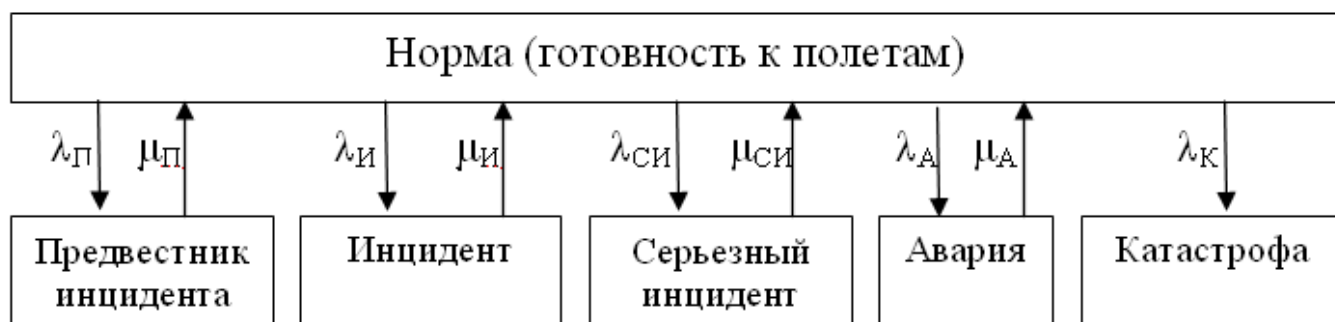 Норма (готовность к полетам)
λП μП λИ μИ λСИ μСИ λА μА λК
Предвестник
инцидента
Инцидент
Серьезный
инцидент
Авария
Катастрофа